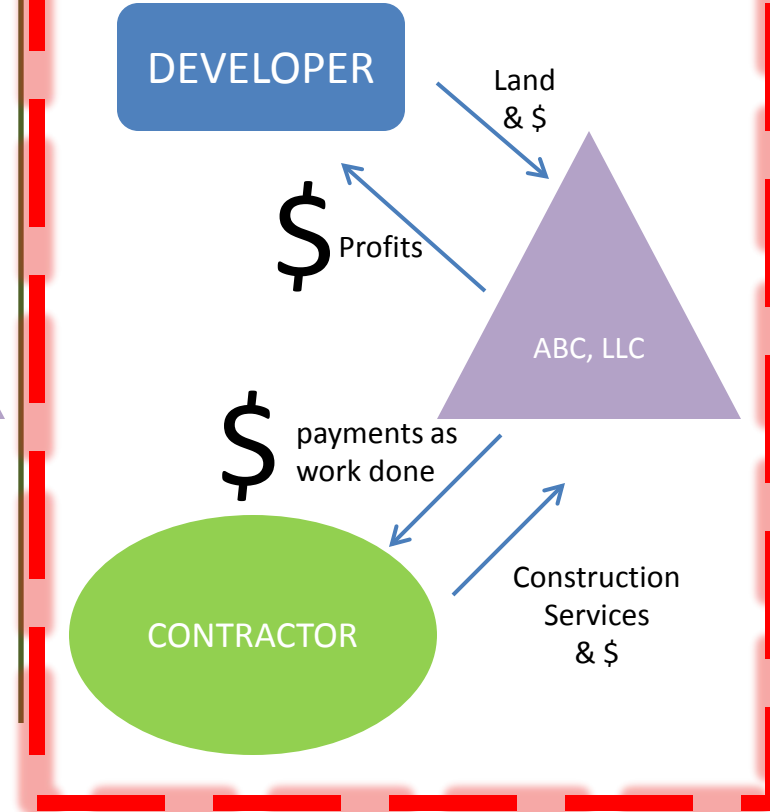 DEVELOPER
Land
& $
$ Profits
ABC, LLC
$ payments as
work done
CONTRACTOR
Construction
Services
& $